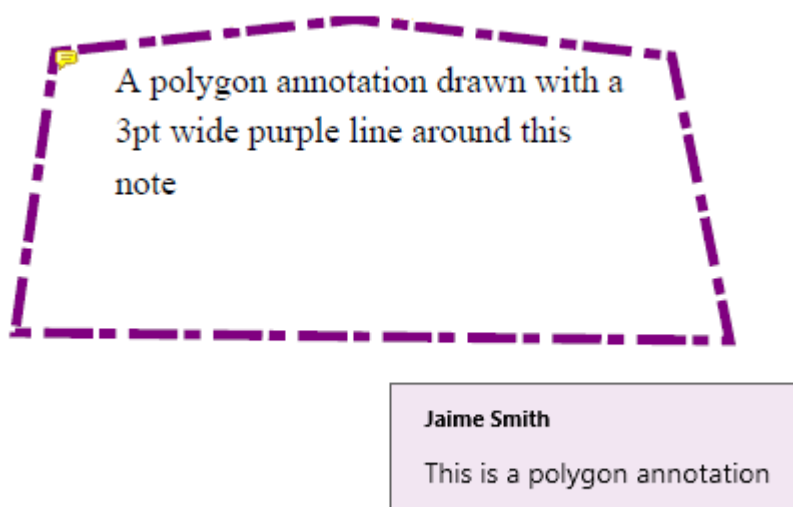 A polygon annotation drawn with a
3pt wide purple line around this
note
Jaime Smith
This is a polygon annotation